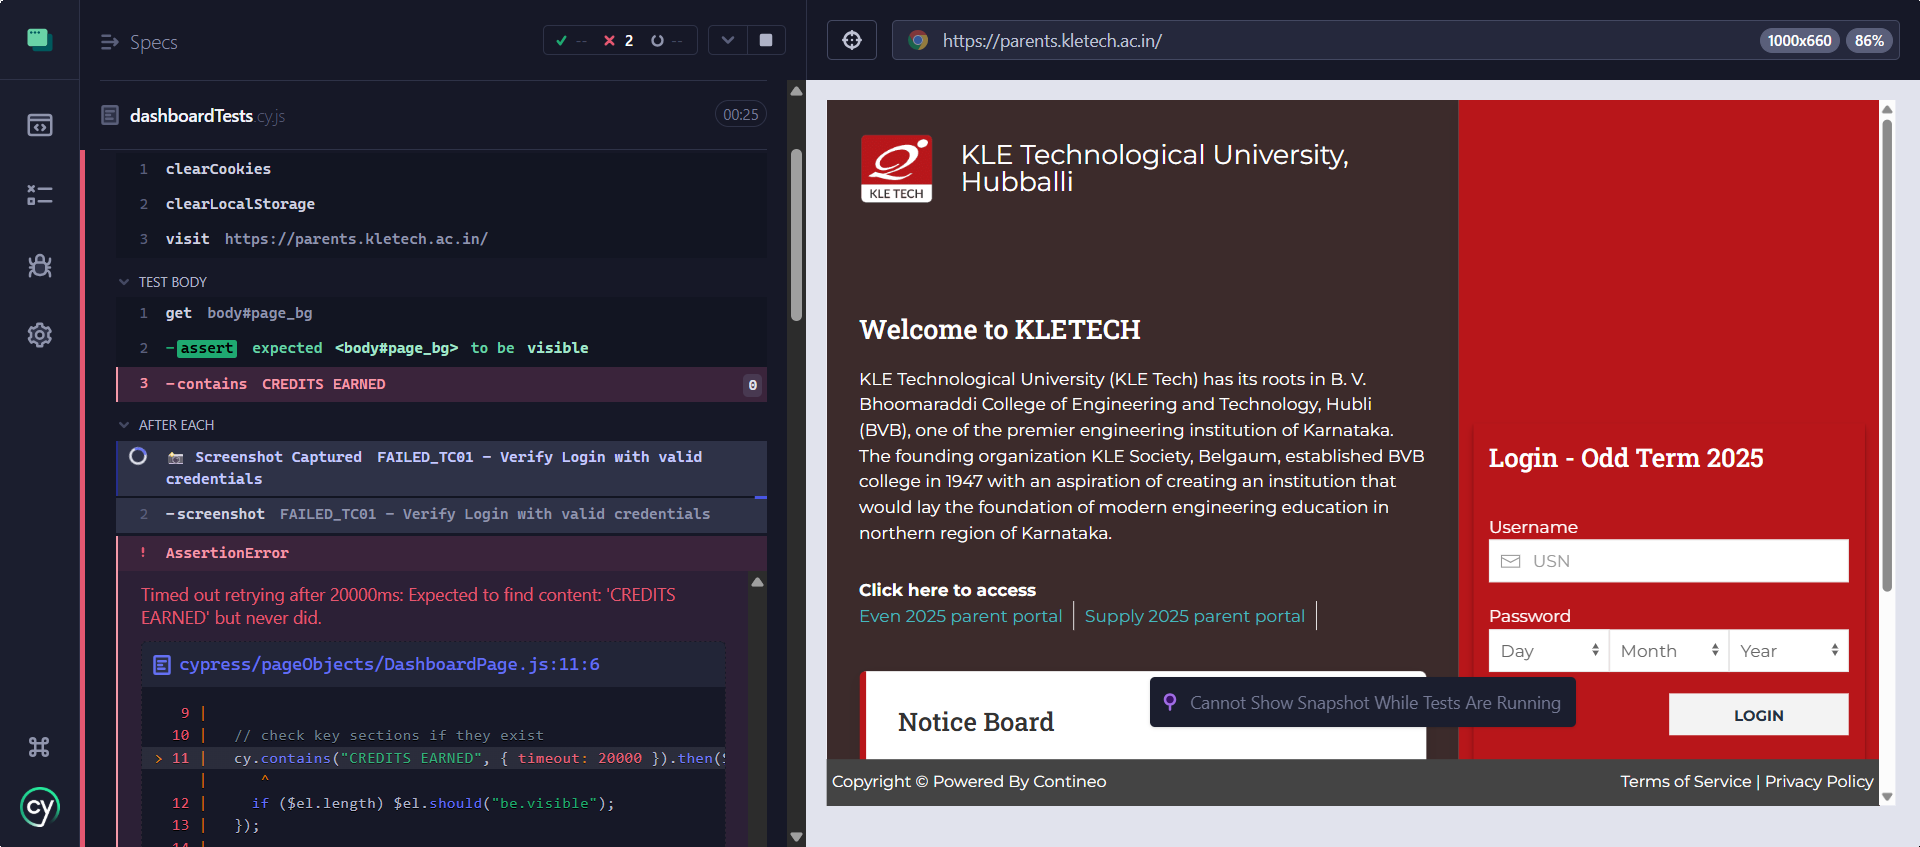 Specs
-- 2 --
dashboardTests.cy.js
00:25
1 clearCookies
2 clearLocalStorage
3 visit https://parents.kletech.ac.in/
TEST BODY
1 get body#page_bg
2 -assert expected <body#page_bg> to be visible
3 -contains CREDITS EARNED 0
AFTER EACH
Screenshot Captured FAILED_TC01 - Verify Login with valid
credentials
2 -screenshot FAILED_TC01 - Verify Login with valid credentials
! AssertionError
Timed out retrying after 20000ms: Expected to find content: 'CREDITS
EARNED' but never did.
cypress/pageObjects/DashboardPage.js:11:6
9 |
10 | // check key sections if they exist
> 11 | cy.contains("CREDITS EARNED", { timeout: 20000 }).then($
| ^
12 | if ($el.length) $el.should("be.visible");
13 | });
cy
https://parents.kletech.ac.in/
1000x660
86%
KLE TECH
KLE Technological University,
Hubballi
Welcome to KLETECH
KLE Technological University (KLE Tech) has its roots in B. V.
Bhoomaraddi College of Engineering and Technology, Hubli
(BVB), one of the premier engineering institution of Karnataka.
The founding organization KLE Society, Belgaum, established BVB
college in 1947 with an aspiration of creating an institution that
would lay the foundation of modern engineering education in
northern region of Karnataka.
Click here to access
Even 2025 parent portal | Supply 2025 parent portal |
Notice Board
Login - Odd Term 2025
Username
USN
Password
Day Month Year
LOGIN
Cannot Show Snapshot While Tests Are Running
Copyright © Powered By Contineo
Terms of Service | Privacy Policy